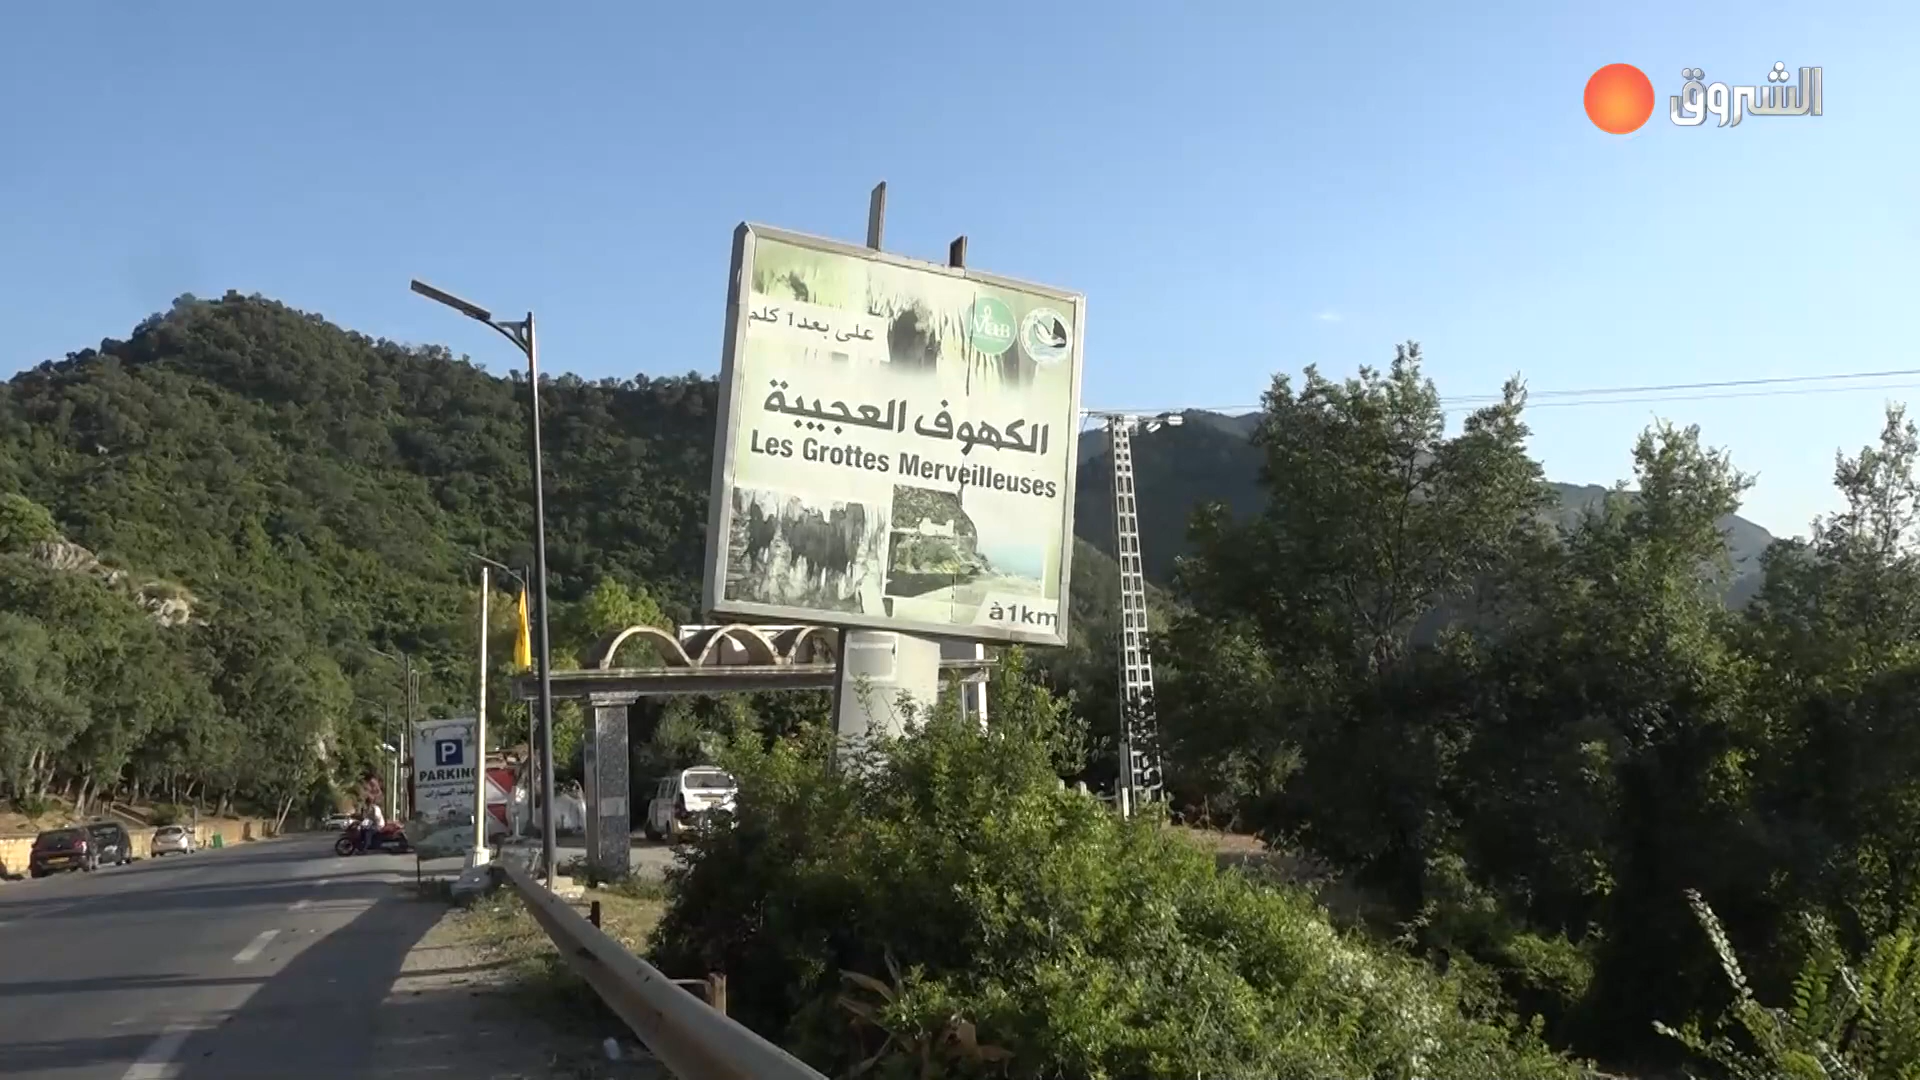 الشروق
على بعد 1 كلم
الكهوف العجيبة
Les Grottes Merveilleuses
à1km
P
PARKING